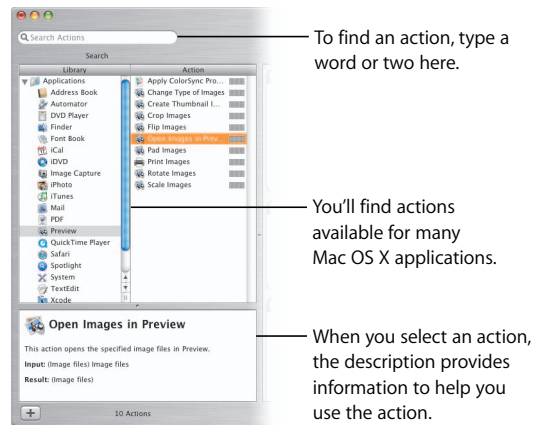 Search Actions
To find an action, type a
word or two here.
Search
Library
Action
Applications
Address Book
Automator
DVD Player
Finder
Font Book
iCal
iDVD
Image Capture
iPhoto
iTunes
Mail
PDF
Preview
QuickTime Player
Safari
Spotlight
System
TextEdit
Xcode
Apply ColorSync Pro...
Change Type of Images
Create Thumbnail I...
Crop Images
Flip Images
Open Images in Prev...
Pad Images
Print Images
Rotate Images
Scale Images
You'll find actions
available for many
Mac OS X applications.
Open Images in Preview
This action opens the specified image files in Preview.
Input: (Image files) Image files
Result: (Image files)
10 Actions
When you select an action,
the description provides
information to help you
use the action.